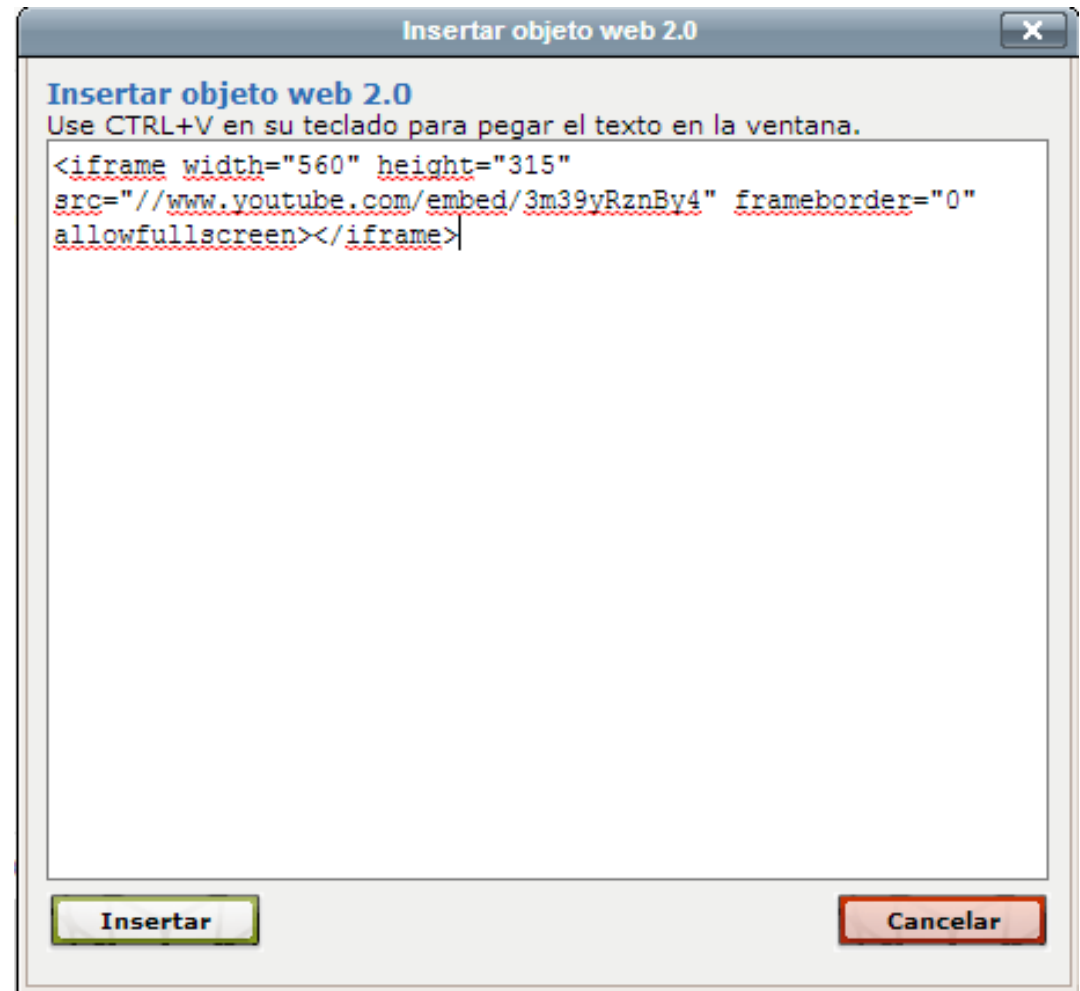 Insertar objeto web 2.0
Insertar objeto web 2.0
Use CTRL+V en su teclado para pegar el texto en la ventana.
<iframe width="560" height="315"
src="//www.youtube.com/embed/3m39yRznBy4" frameborder="0"
allowfullscreen></iframe>
Insertar
Cancelar